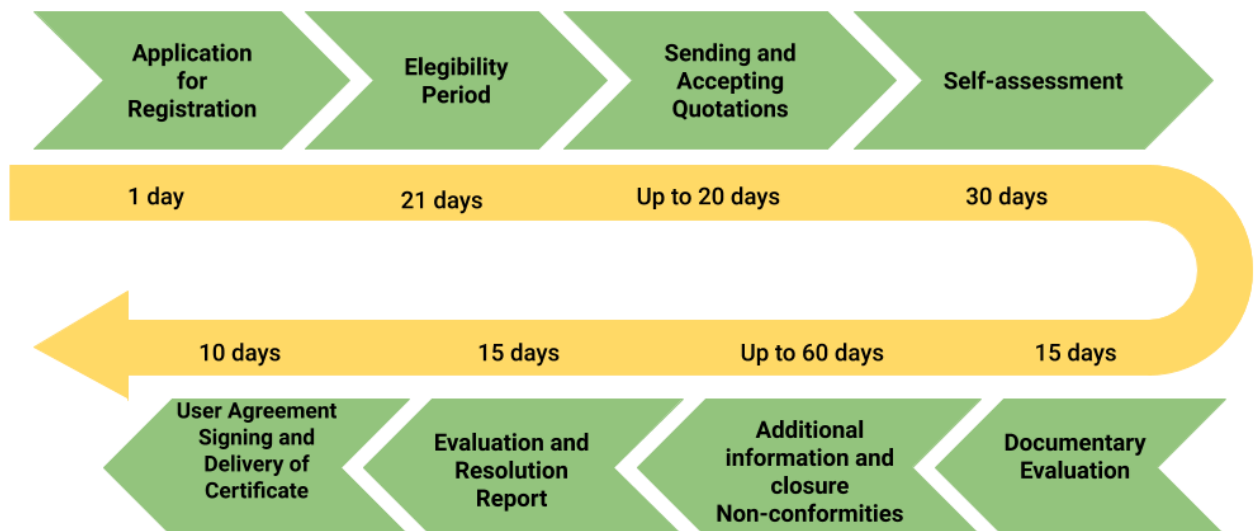 Application
for
Registration
Elegibility
Period
Sending and
Accepting
Quotations
Self-assessment
1 day
21 days
Up to 20 days
30 days
10 days
15 days
Up to 60 days
15 days
User Agreement
Signing and
Delivery of
Certificate
Evaluation and
Resolution
Report
Additional
information and
closure
Non-conformities
Documentary
Evaluation